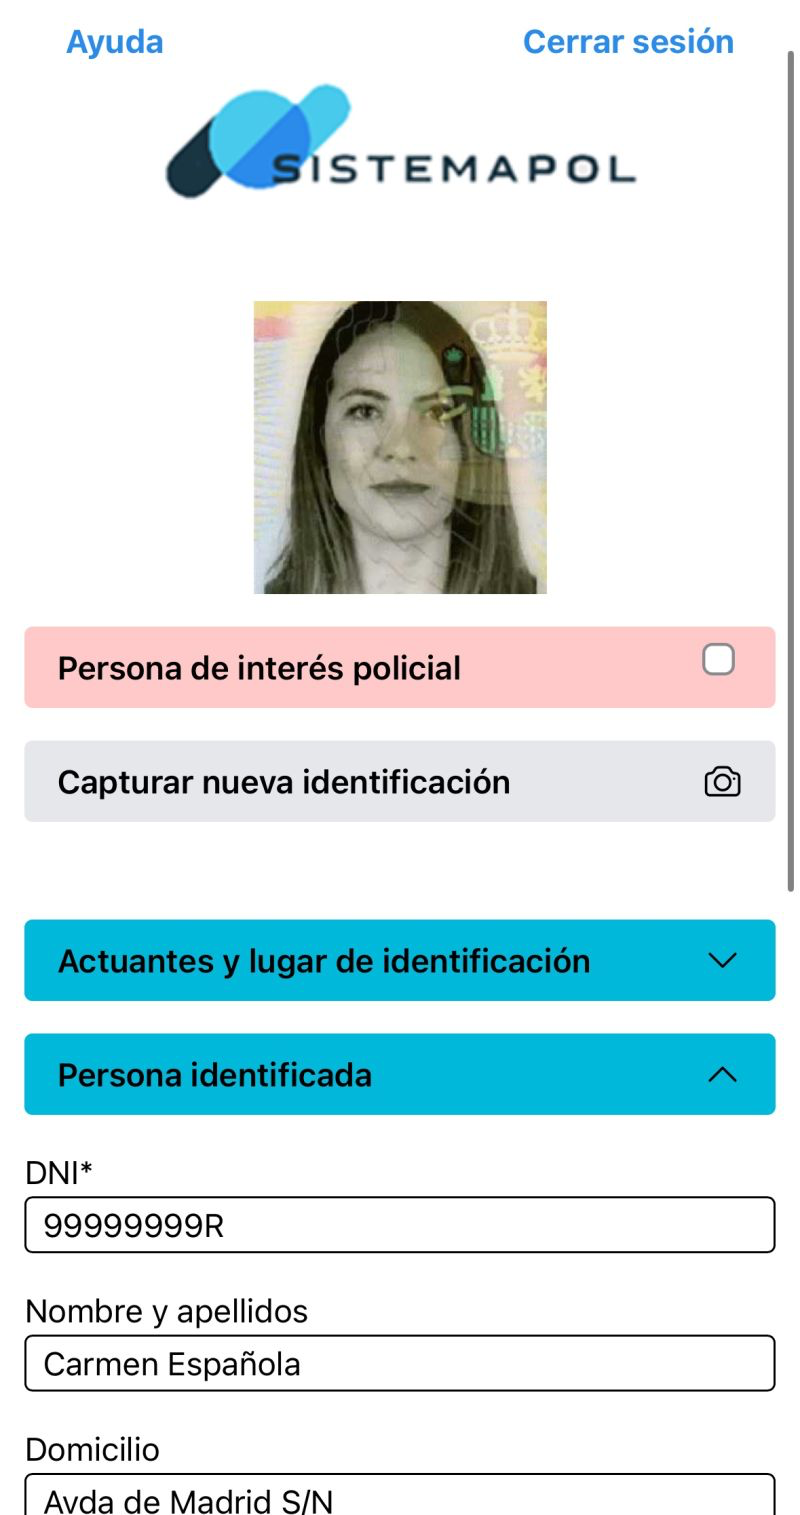 Ayuda Cerrar sesión
SISTEMAPOL
Persona de interés policial
Capturar nueva identificación
Actuantes y lugar de identificación
Persona identificada
DNI*
99999999R
Nombre y apellidos
Carmen Española
Domicilio
Avda de Madrid S/N